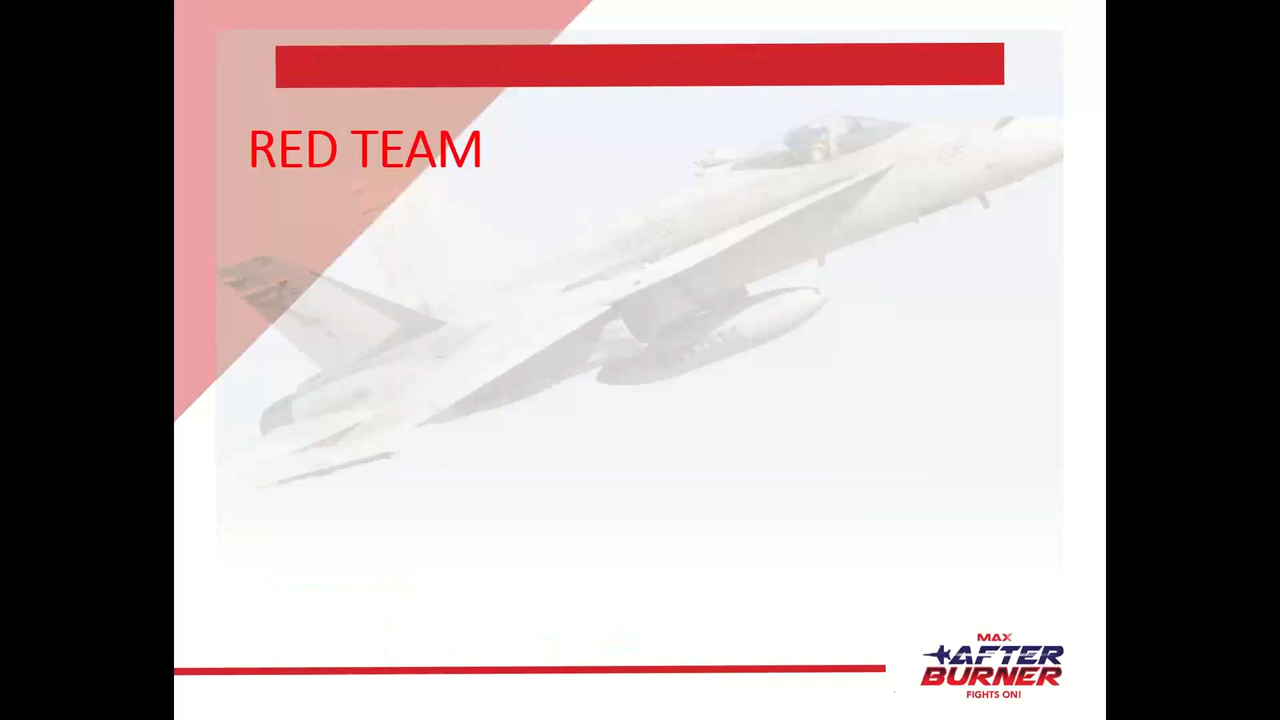 RED TEAM
MAX
AFTER
BURNER
FIGHTS ON!